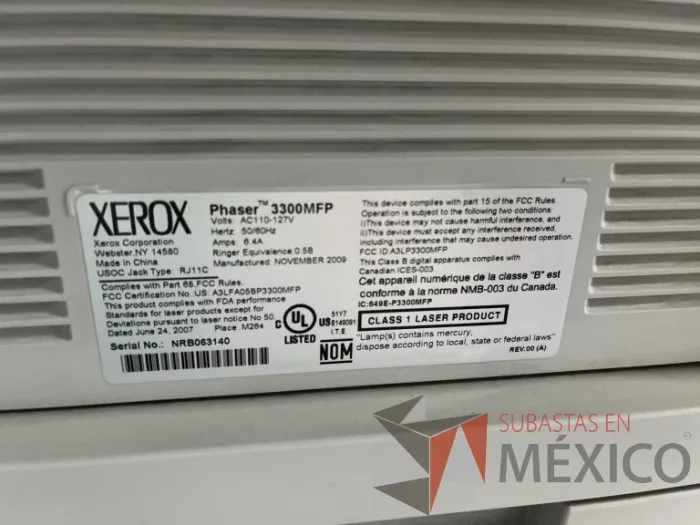 XEROX
Xerox Corporation
Webster,NY 14580
Made in China
USOC Jack Type: RJ11C
Phaser™ 3300MFP
Volts: AC110-127V
Hertz: 50/60Hz
Amps: 6.4A
Ringer Equivalence 0.5B
Manufactured: NOVEMBER 2009
Complies with Part 68,FCC Rules
FCC Certification No.:US: A3LFA05BP3300MFP
This product complies with FDA performance
Standards for laser products except for
Deviations pursuant to laser notice No 50,
Dated June 24, 2007 Place: M264
Serial No.: NRB063140
C UL US
LISTED
51Y7
E149091
I.T.E.
NOM
This device complies with part 15 of the FCC Rules.
Operation is subject to the following two conditions:
i)This device may not cause harmful interference, and
ii)This device must accept any interference received,
including interference that may cause undesired operation.
FCC ID:A3LP3300MFP
This Class B digital apparatus complies with
Canadian ICES-003
Cet appareil numérique de la classe "B" est
conforme à la norme NMB-003 du Canada.
IC:649E-P3300MFP
CLASS 1 LASER PRODUCT
"Lamp(s) contains mercury,
dispose according to local, state or federal laws"
REV.00 (A)
SUBASTAS EN
MÉXICO